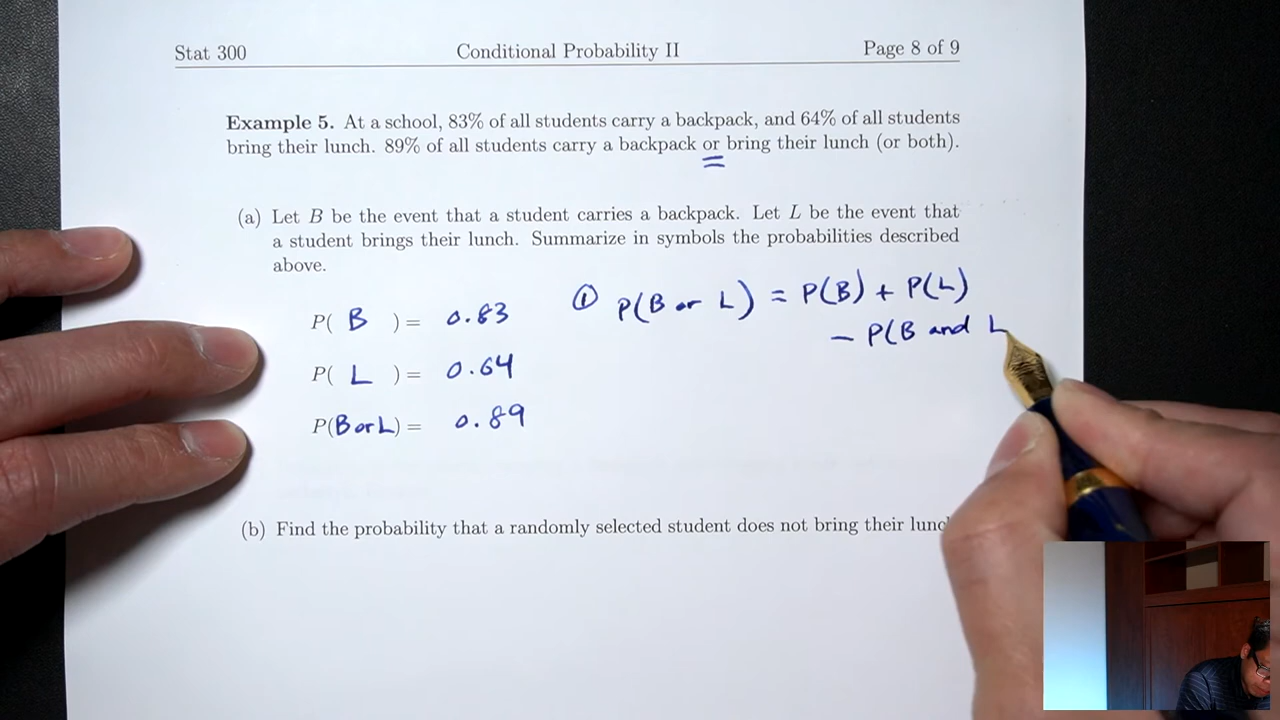 Stat 300 Conditional Probability II Page 8 of 9
Example 5. At a school, 83% of all students carry a backpack, and 64% of all students
bring their lunch. 89% of all students carry a backpack or bring their lunch (or both).
(a) Let B be the event that a student carries a backpack. Let L be the event that
a student brings their lunch. Summarize in symbols the probabilities described
above.
P( B ) = 0.83
① P(B or L) = P(B) + P(L)
− P(B and L
P( L ) = 0.64
P(B or L) = 0.89
(b) Find the probability that a randomly selected student does not bring their